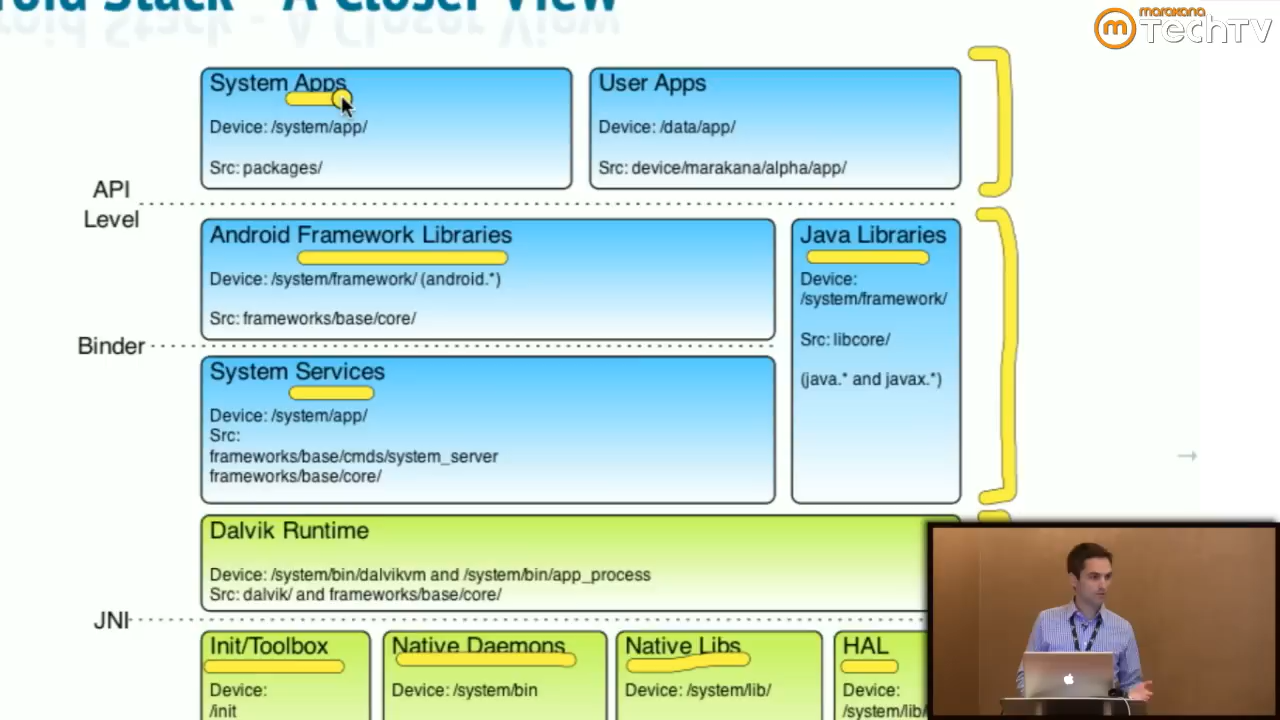 roid Stack - A Closer View
marakana
TechTV
System Apps
Device: /system/app/
Src: packages/
User Apps
Device: /data/app/
Src: device/marakana/alpha/app/
API
Level
Android Framework Libraries
Device: /system/framework/ (android.*)
Src: frameworks/base/core/
Java Libraries
Device:
/system/framework/
Src: libcore/
(java.* and javax.*)
Binder
System Services
Device: /system/app/
Src:
frameworks/base/cmds/system_server
frameworks/base/core/
Dalvik Runtime
Device: /system/bin/dalvikvm and /system/bin/app_process
Src: dalvik/ and frameworks/base/core/
JNI
Init/Toolbox
Device:
/init
Native Daemons
Device: /system/bin
Native Libs
Device: /system/lib/
HAL
Device:
/system/lib/